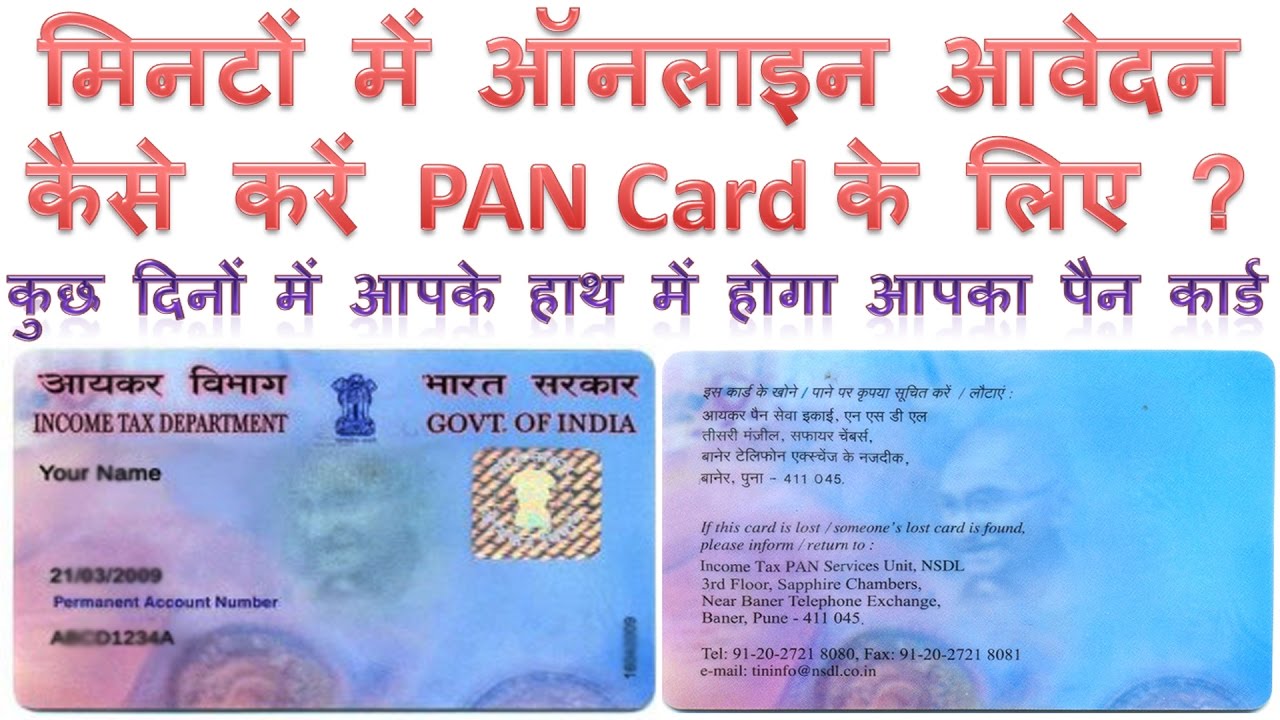 मिनटों में ऑनलाइन आवेदन
कैसे करें PAN Card के लिए ?
कुछ दिनों में आपके हाथ में होगा आपका पैन कार्ड
आयकर विभाग
INCOME TAX DEPARTMENT
भारत सरकार
GOVT. OF INDIA
Your Name
21/03/2009
Permanent Account Number
ABCD1234A
इस कार्ड के खोने / पाने पर कृपया सूचित करें / लौटाएं :
आयकर पैन सेवा इकाई, एन एस डी एल
तीसरी मंज़ील, सफायर चेंबर्स,
बानेर टेलिफोन एक्स्चेंज के नजदीक,
बानेर, पुना - 411 045.
If this card is lost / someone's lost card is found,
please inform / return to :
Income Tax PAN Services Unit, NSDL
3rd Floor, Sapphire Chambers,
Near Baner Telephone Exchange,
Baner, Pune - 411 045.
Tel: 91-20-2721 8080, Fax: 91-20-2721 8081
e-mail: tininfo@nsdl.co.in